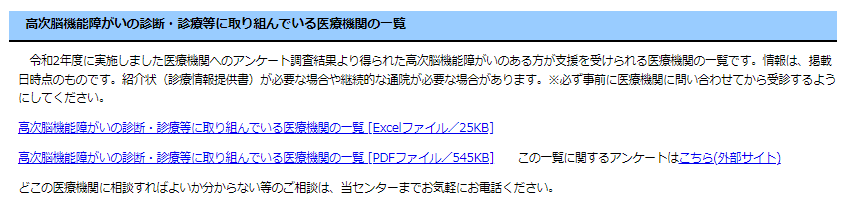 高次脳機能障がいの診断・診療等に取り組んでいる医療機関の一覧
令和2年度に実施しました医療機関へのアンケート調査結果より得られた高次脳機能障がいのある方が支援を受けられる医療機関の一覧です。情報は、掲載
日時点のものです。紹介状（診療情報提供書）が必要な場合や継続的な通院が必要な場合があります。※必ず事前に医療機関に問い合わせてから受診するよう
にしてください。
高次脳機能障がいの診断・診療等に取り組んでいる医療機関の一覧 [Excelファイル／25KB]
高次脳機能障がいの診断・診療等に取り組んでいる医療機関の一覧 [PDFファイル／545KB]　この一覧に関するアンケートはこちら(外部サイト)
どこの医療機関に相談すればよいか分からない等のご相談は、当センターまでお気軽にお電話ください。